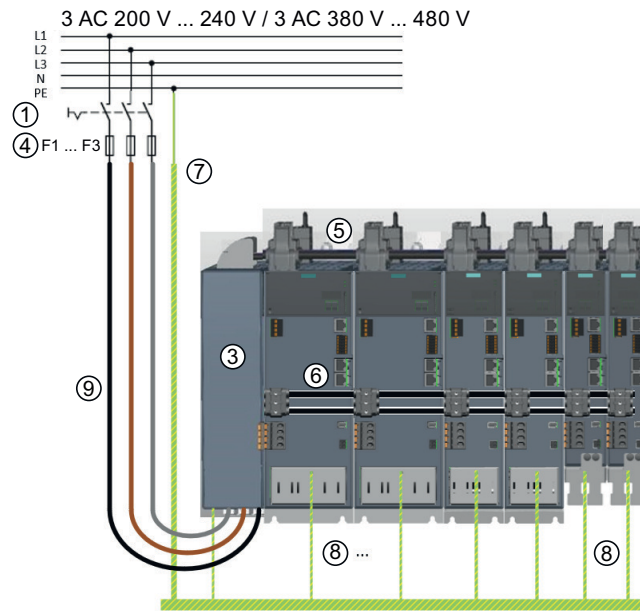 3 AC 200 V ... 240 V / 3 AC 380 V ... 480 V
L1
L2
L3
N
PE
①
④ F1 ... F3
⑦
⑤
③
⑥
⑨
⑧ ...
⑧